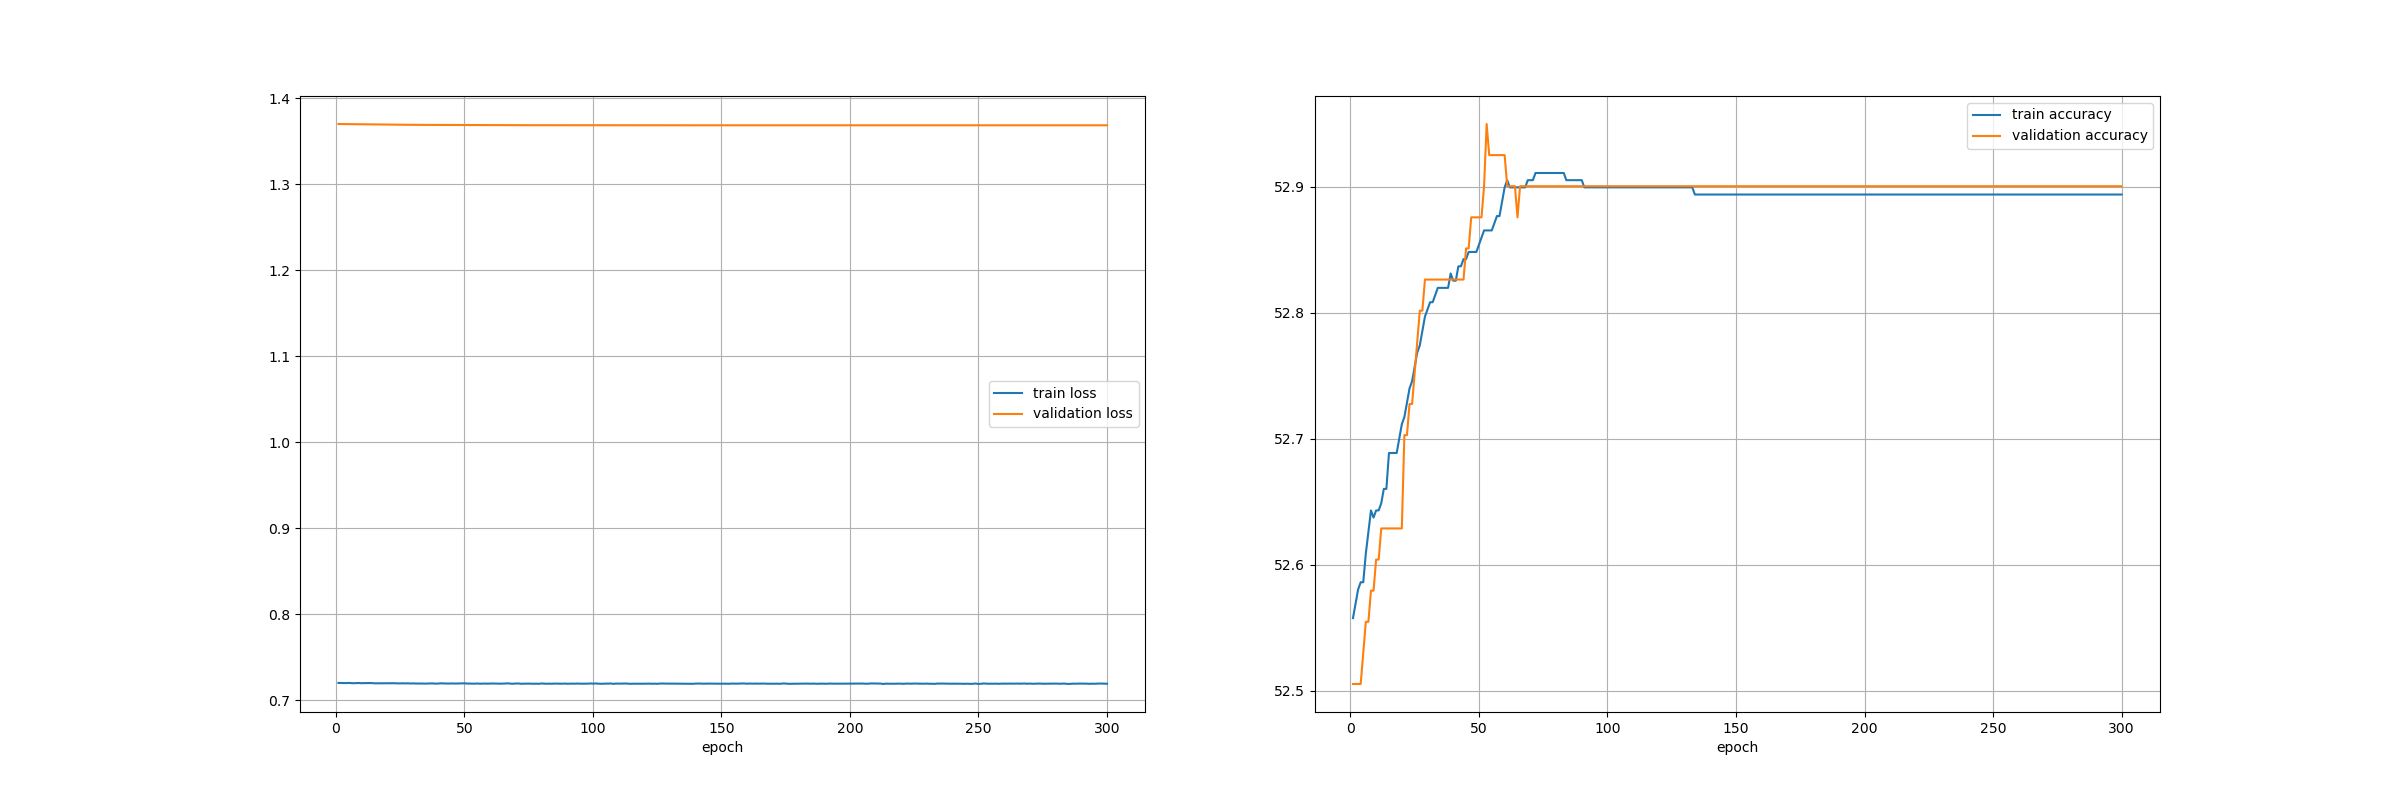 1.4
1.3
1.2
1.1
1.0
0.9
0.8
0.7
0 50 100 150 200 250 300
epoch
train loss
validation loss
52.9
52.8
52.7
52.6
52.5
0 50 100 150 200 250 300
epoch
train accuracy
validation accuracy